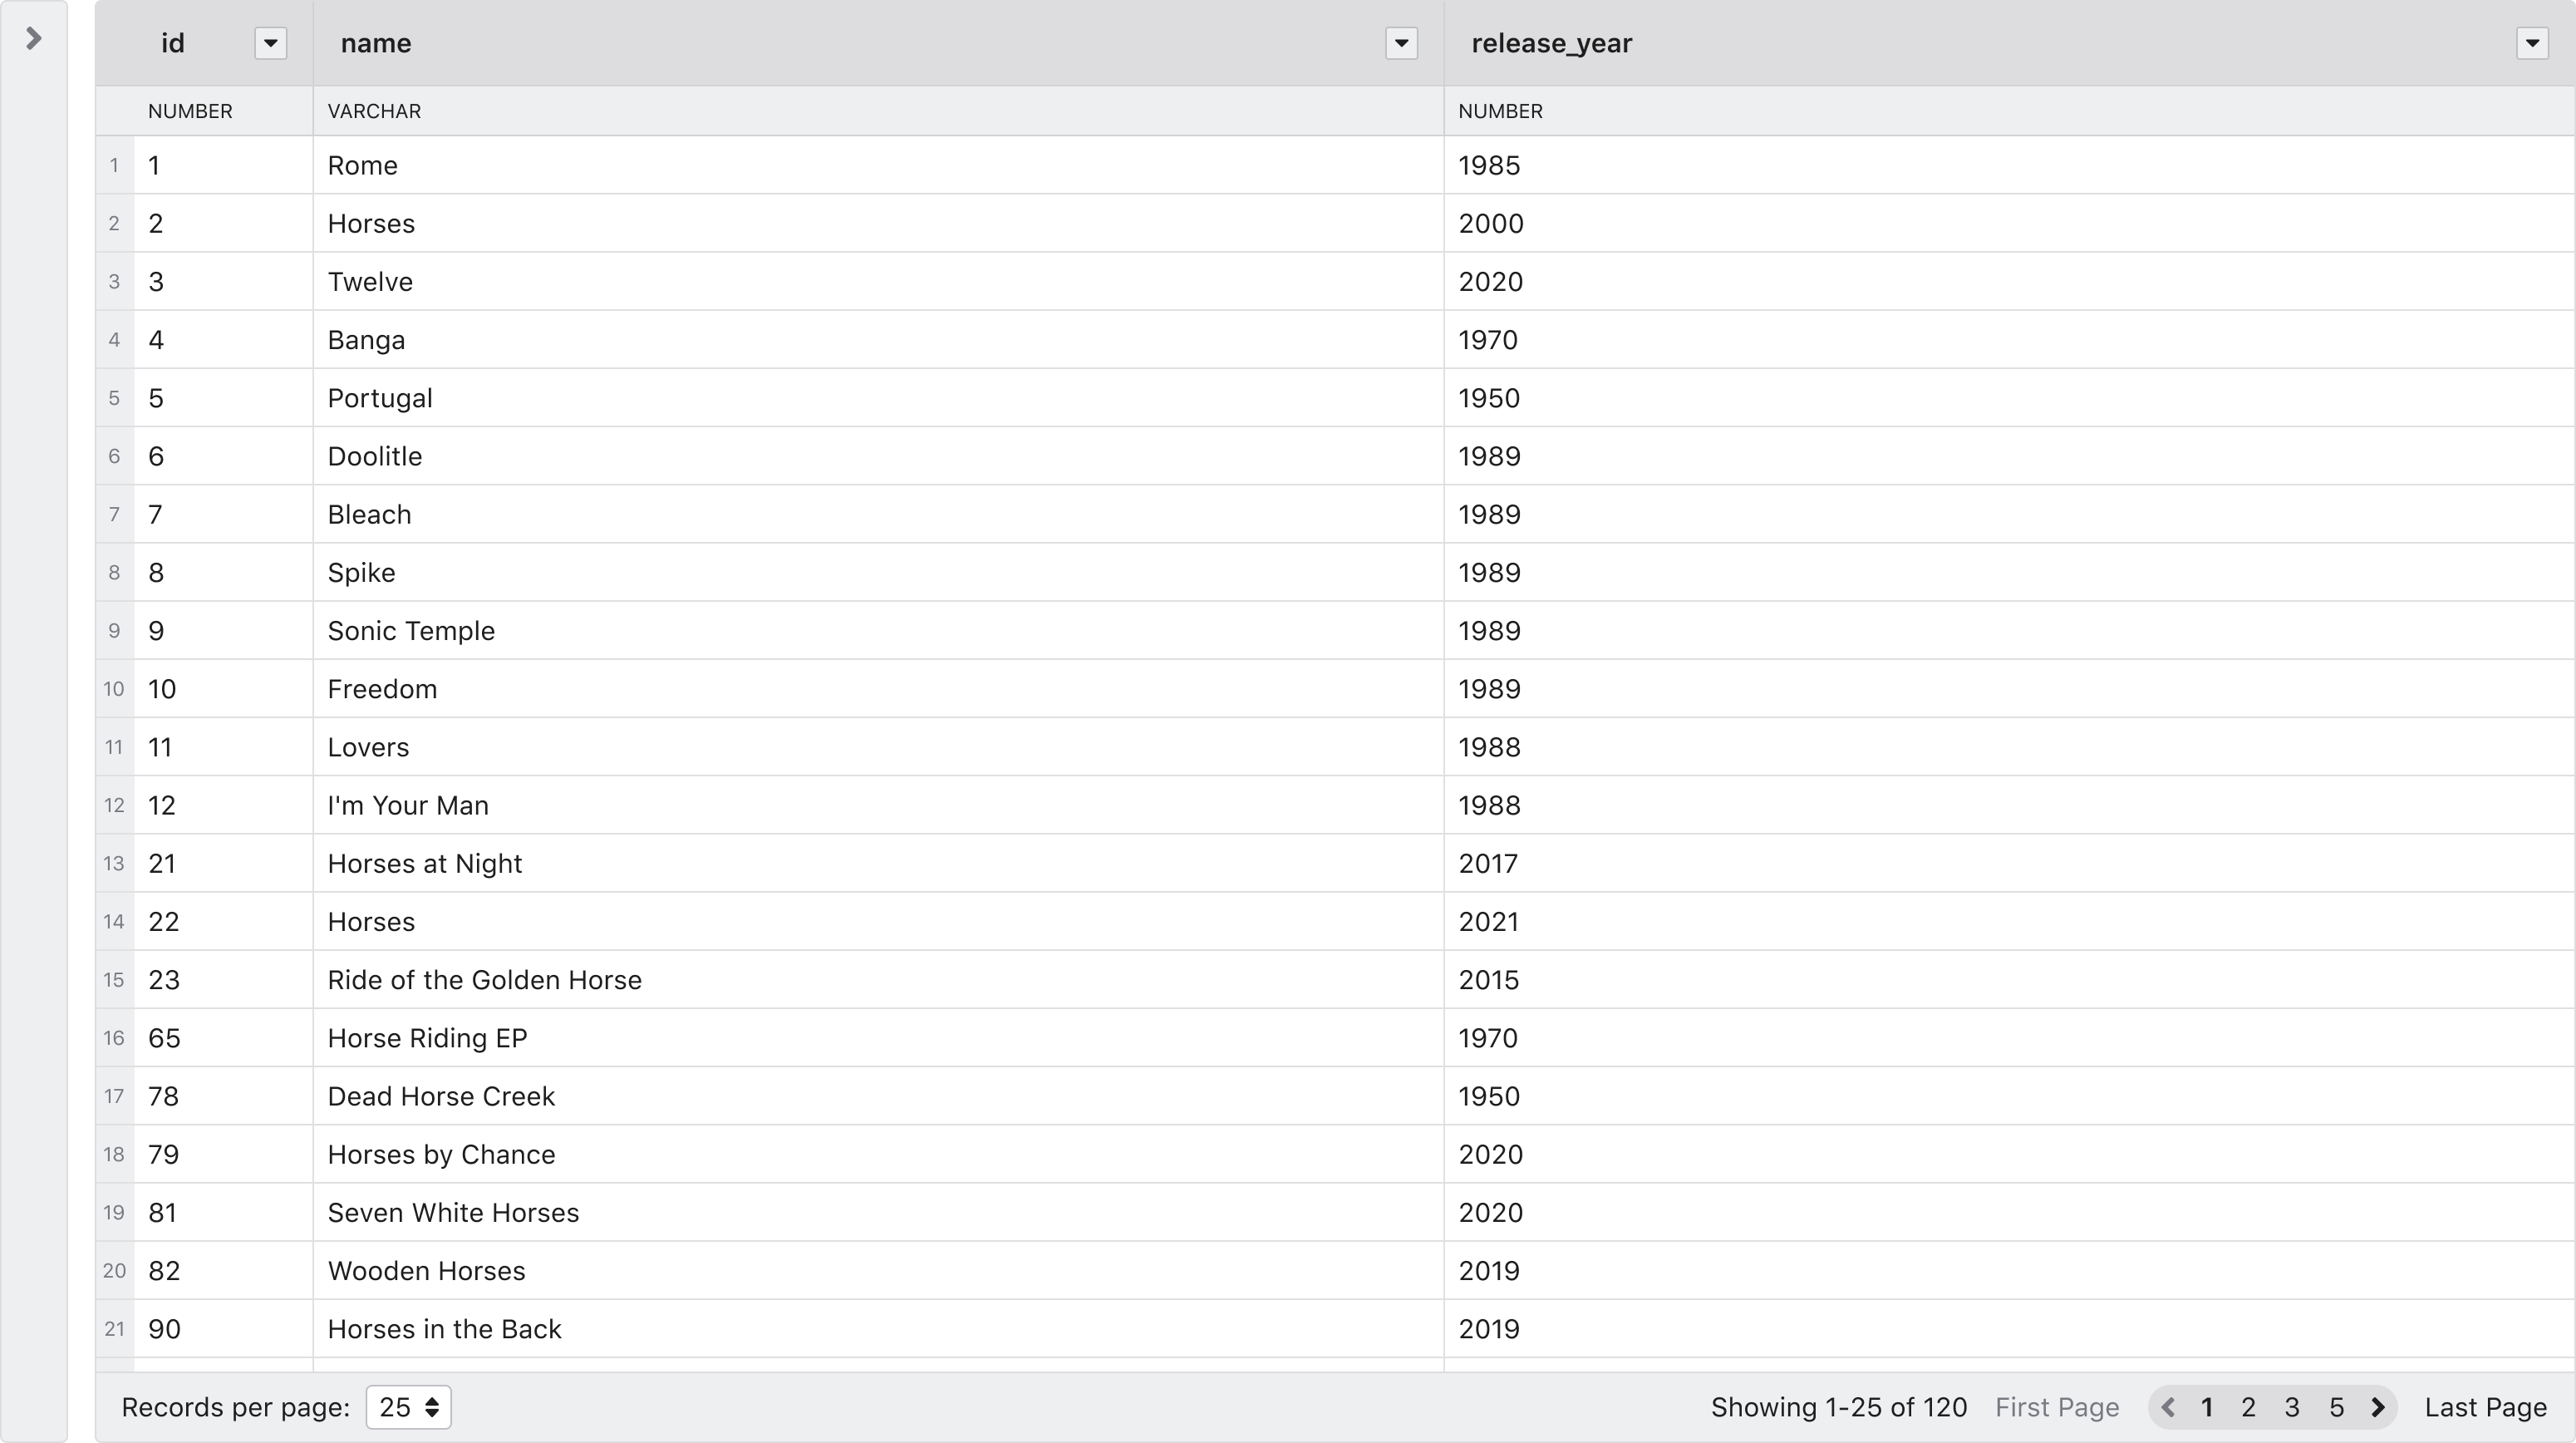 id name release_year
NUMBER VARCHAR NUMBER
1 1 Rome 1985
2 2 Horses 2000
3 3 Twelve 2020
4 4 Banga 1970
5 5 Portugal 1950
6 6 Doolitle 1989
7 7 Bleach 1989
8 8 Spike 1989
9 9 Sonic Temple 1989
10 10 Freedom 1989
11 11 Lovers 1988
12 12 I'm Your Man 1988
13 21 Horses at Night 2017
14 22 Horses 2021
15 23 Ride of the Golden Horse 2015
16 65 Horse Riding EP 1970
17 78 Dead Horse Creek 1950
18 79 Horses by Chance 2020
19 81 Seven White Horses 2020
20 82 Wooden Horses 2019
21 90 Horses in the Back 2019
Records per page: 25 Showing 1-25 of 120 First Page 1 2 3 5 Last Page